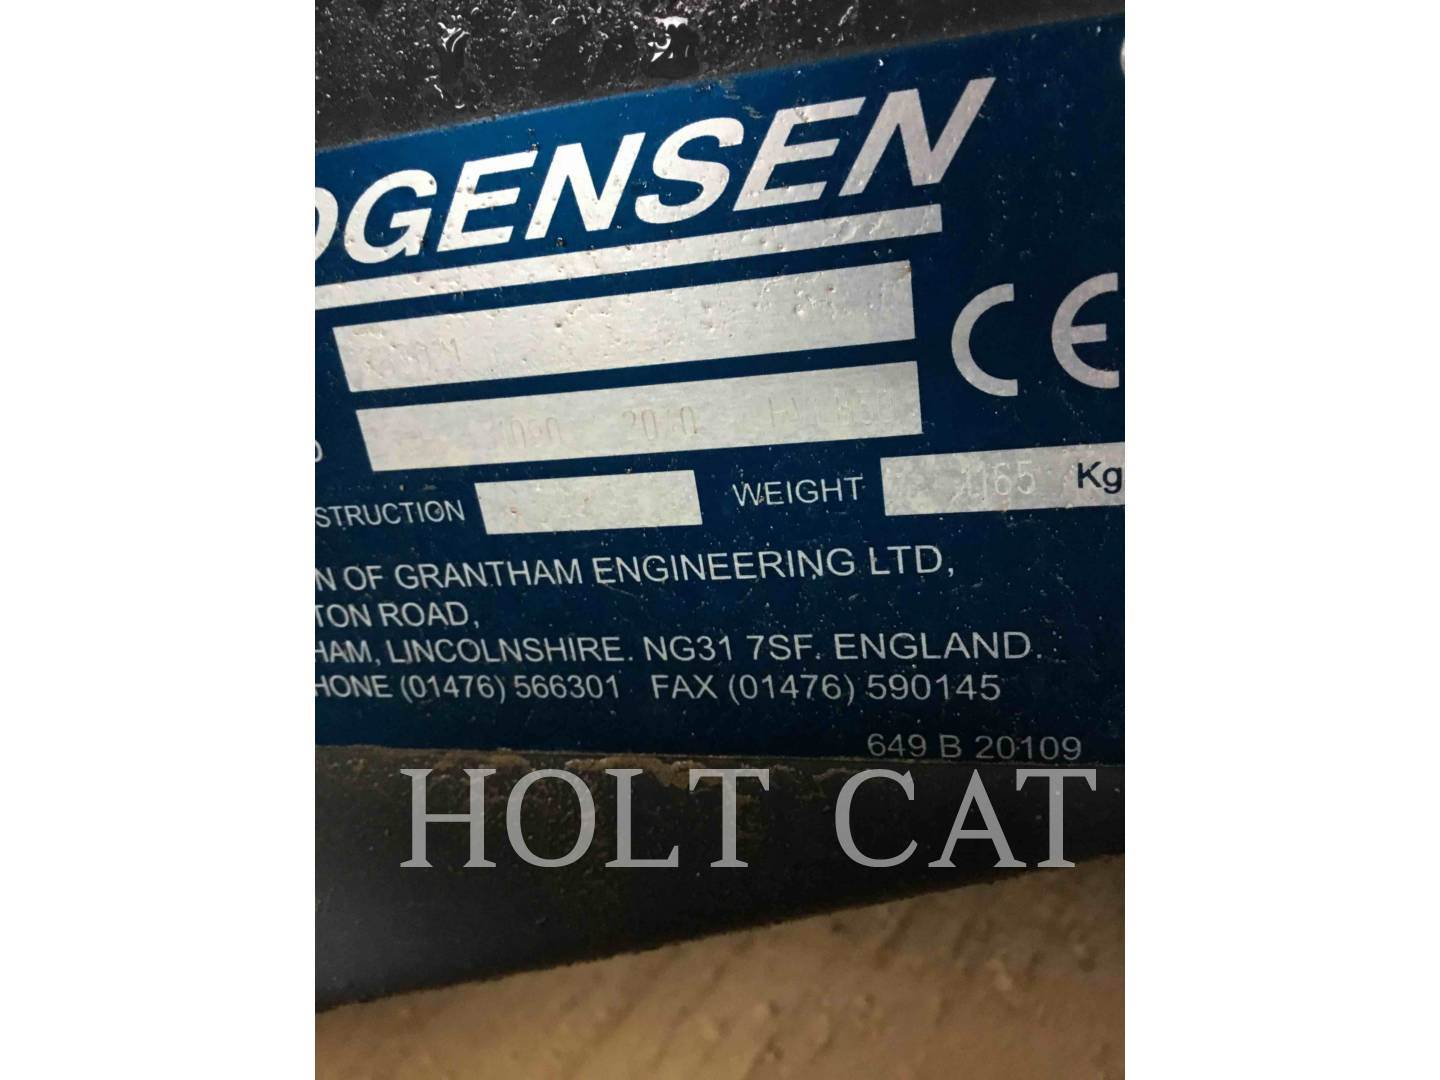 OGENSEN
CE
1165 Kg
STRUCTION WEIGHT
N OF GRANTHAM ENGINEERING LTD,
TON ROAD,
HAM, LINCOLNSHIRE. NG31 7SF. ENGLAND.
HONE (01476) 566301 FAX (01476) 590145
649 B 20109
HOLT CAT